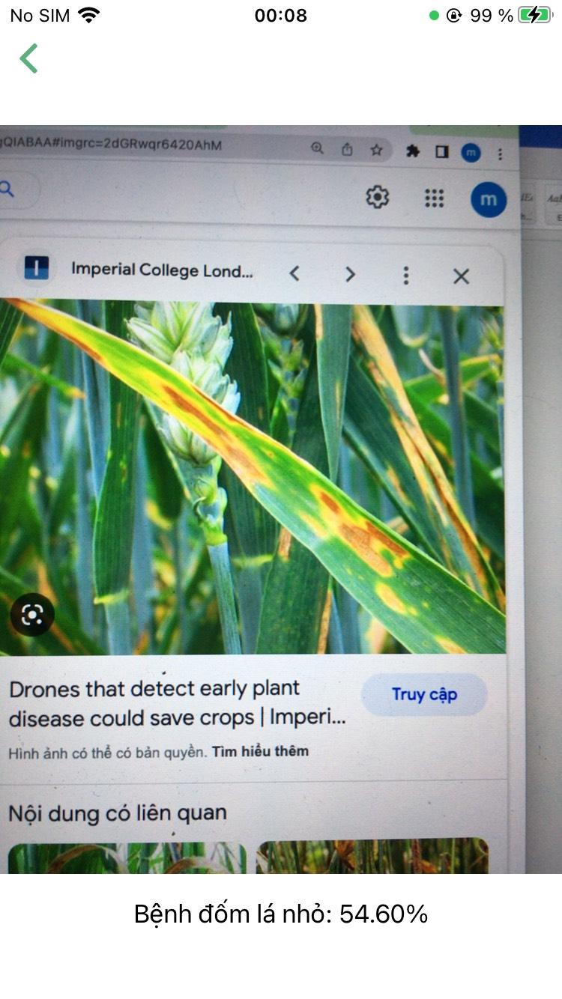 No SIM
00:08
99 %
QIABAA#imgrc=2dGRwqr6420AhM
m
m
Imperial College Lond...
Drones that detect early plant
disease could save crops | Imperi...
Truy cập
Hình ảnh có thể có bản quyền. Tìm hiểu thêm
Nội dung có liên quan
Bệnh đốm lá nhỏ: 54.60%